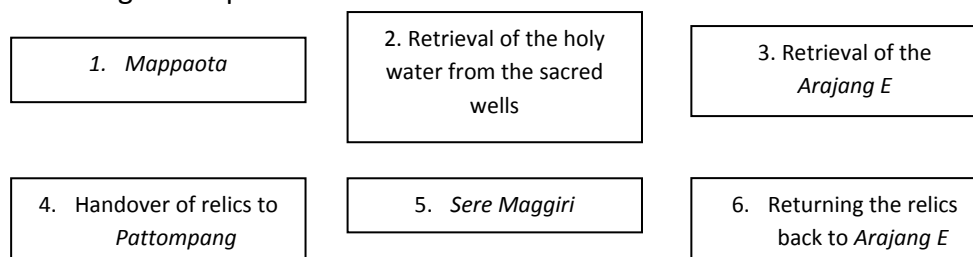 1. Mappaota
2. Retrieval of the holy
water from the sacred
wells
3. Retrieval of the
Arajang E
4. Handover of relics to
Pattompang
5. Sere Maggiri
6. Returning the relics
back to Arajang E